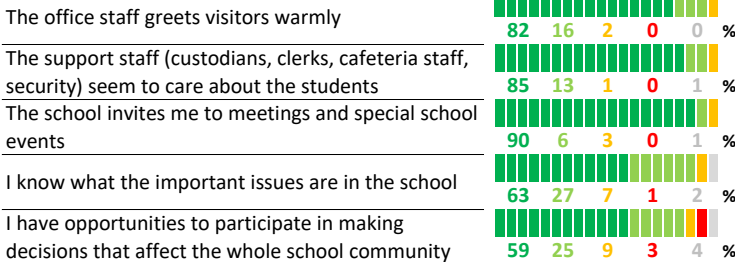 The office staff greets visitors warmly
82 16 2 0 0 %
The support staff (custodians, clerks, cafeteria staff,
security) seem to care about the students
85 13 1 0 1 %
The school invites me to meetings and special school
events
90 6 3 0 1 %
I know what the important issues are in the school
63 27 7 1 2 %
I have opportunities to participate in making
decisions that affect the whole school community
59 25 9 3 4 %